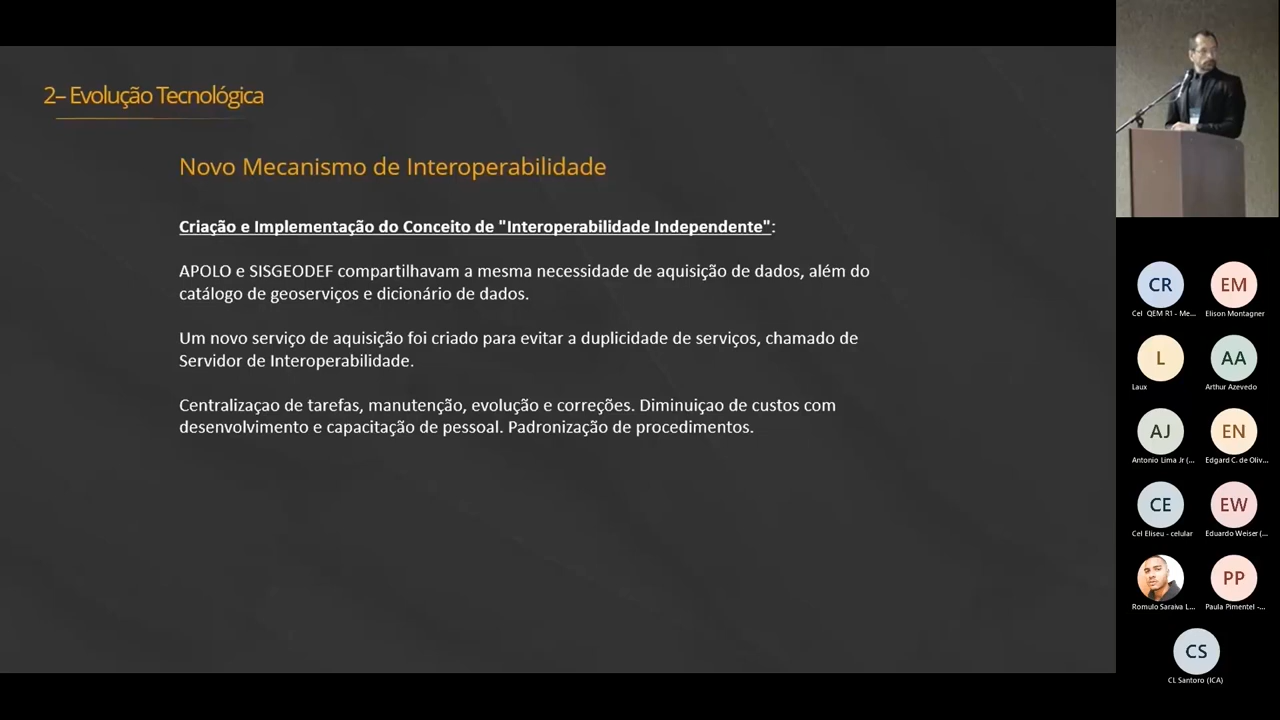 2– Evolução Tecnológica
Novo Mecanismo de Interoperabilidade
Criação e Implementação do Conceito de "Interoperabilidade Independente":
APOLO e SISGEODEF compartilhavam a mesma necessidade de aquisição de dados, além do
catálogo de geoserviços e dicionário de dados.
Um novo serviço de aquisição foi criado para evitar a duplicidade de serviços, chamado de
Servidor de Interoperabilidade.
Centralizaçao de tarefas, manutenção, evolução e correções. Diminuiçao de custos com
desenvolvimento e capacitação de pessoal. Padronização de procedimentos.
CR
EM
Cel QEM R1 - Me...
Elison Montagner
L
AA
Laux
Arthur Azevedo
AJ
EN
Antonio Lima Jr (...
Edgard C. de Oliv...
CE
EW
Cel Eliseu - celular
Eduardo Weiser (...
PP
Romulo Saraiva L...
Paula Pimentel -...
CS
CL Santoro (ICA)